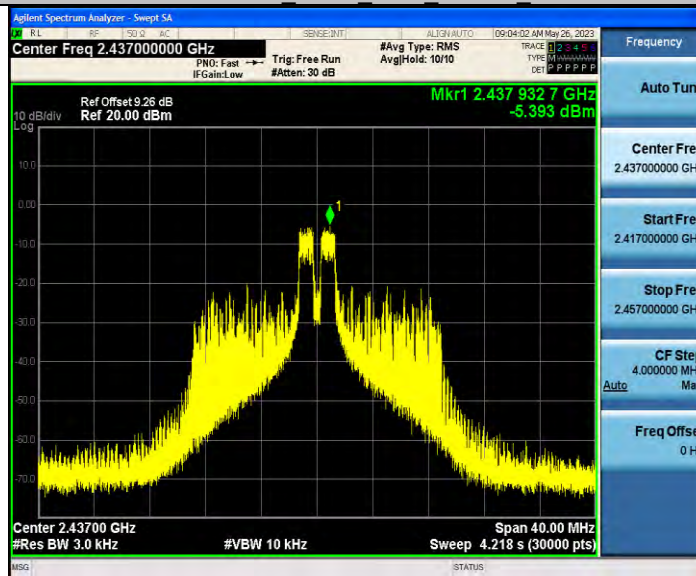 Agilent Spectrum Analyzer - Swept SA
RL RF 50 Ω AC SENSE:INT ALIGN AUTO 09:04:02 AM May 26, 2023
Center Freq 2.437000000 GHz
PNO: Fast
IFGain:Low
Trig: Free Run
#Atten: 30 dB
#Avg Type: RMS
Avg|Hold: 10/10
TRACE 1 2 3 4 5 6
TYPE M
DET P P P P P P
Frequency
Auto Tun
Center Fre
2.437000000 GH
Start Fre
2.417000000 GH
Stop Fre
2.457000000 GH
CF Ste
4.000000 MH
Auto Ma
Freq Offse
0 H
Mkr1 2.437 932 7 GHz
-5.393 dBm
Ref Offset 9.26 dB
10 dB/div Ref 20.00 dBm
Log
10.0
0.00
-10.0
-20.0
-30.0
-40.0
-50.0
-60.0
-70.0
1
Center 2.43700 GHz Span 40.00 MHz
#Res BW 3.0 kHz #VBW 10 kHz Sweep 4.218 s (30000 pts)
MSG STATUS